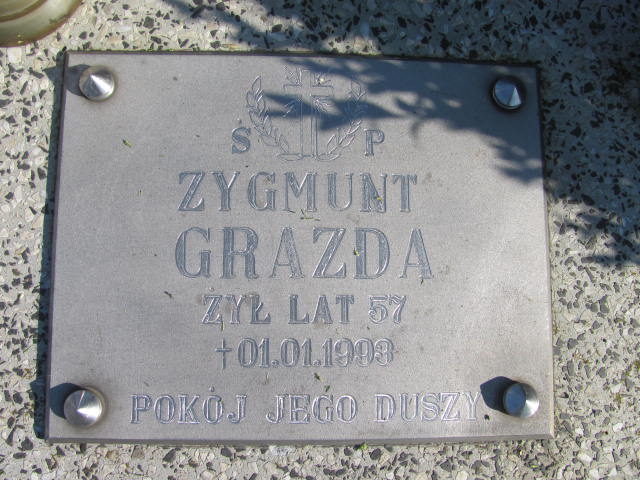 S P
ZYGMUNT
GRAZDA
ŻYŁ LAT 57
†01.01.1993
POKÓJ JEGO DUSZY